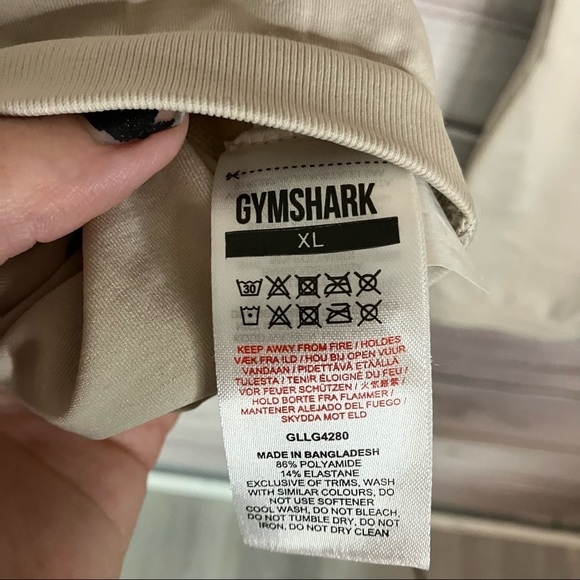 GYMSHARK
XL
30
KEEP AWAY FROM FIRE / HOLDES
VÆK FRA ILD / HOU BIJ OPEN VUUR
VANDAAN / PIDETTÄVÄ ETÄÄLLÄ
TULESTA / TENIR ÉLOIGNÉ DU FEU /
VOR FEUER SCHÜTZEN / 火気厳禁 /
HOLD BORTE FRA FLAMMER /
MANTENER ALEJADO DEL FUEGO /
SKYDDA MOT ELD
GLLG4280
MADE IN BANGLADESH
86% POLYAMIDE
14% ELASTANE
EXCLUSIVE OF TRIMS, WASH
WITH SIMILAR COLOURS, DO
NOT USE SOFTENER
COOL WASH, DO NOT BLEACH,
DO NOT TUMBLE DRY, DO NOT
IRON, DO NOT DRY CLEAN